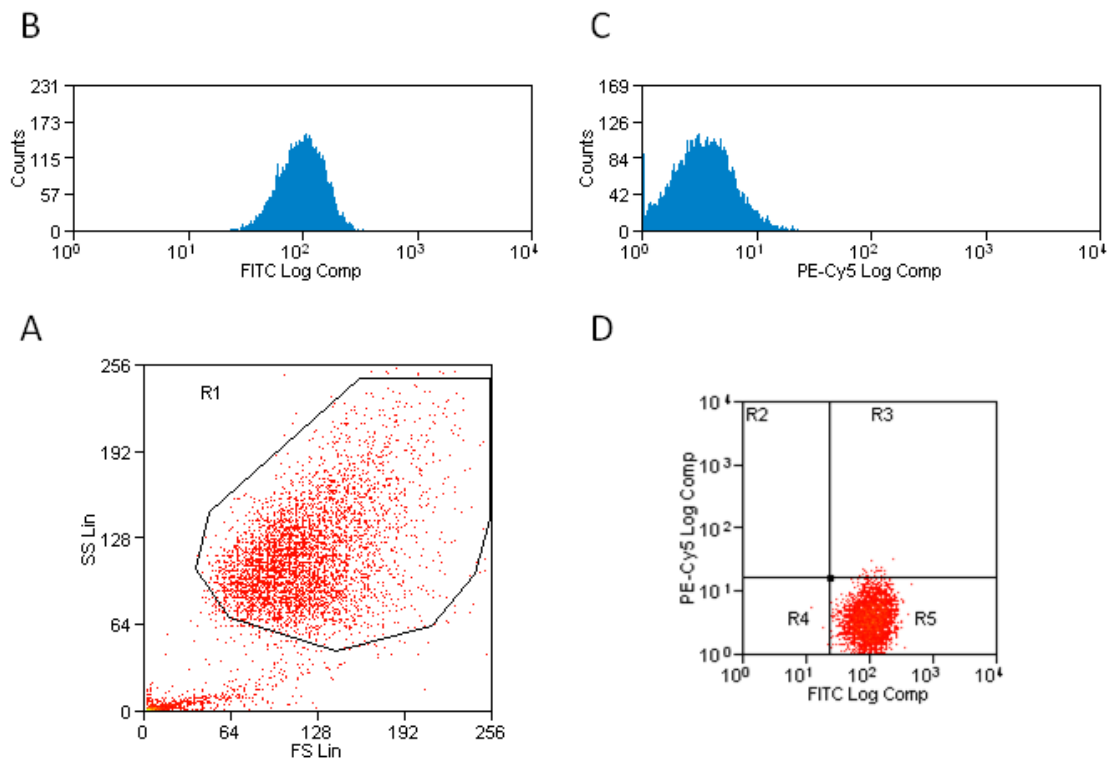 B
231
173
115
57
0
Counts
10⁰ 10¹ 10² 10³ 10⁴
FITC Log Comp
C
169
126
84
42
0
Counts
10⁰ 10¹ 10² 10³ 10⁴
PE-Cy5 Log Comp
A
256
192
128
64
0
SS Lin
R1
0 64 128 192 256
FS Lin
D
10⁴
10³
10²
10¹
10⁰
PE-Cy5 Log Comp
R2 R3
R4 R5
10⁰ 10¹ 10² 10³ 10⁴
FITC Log Comp